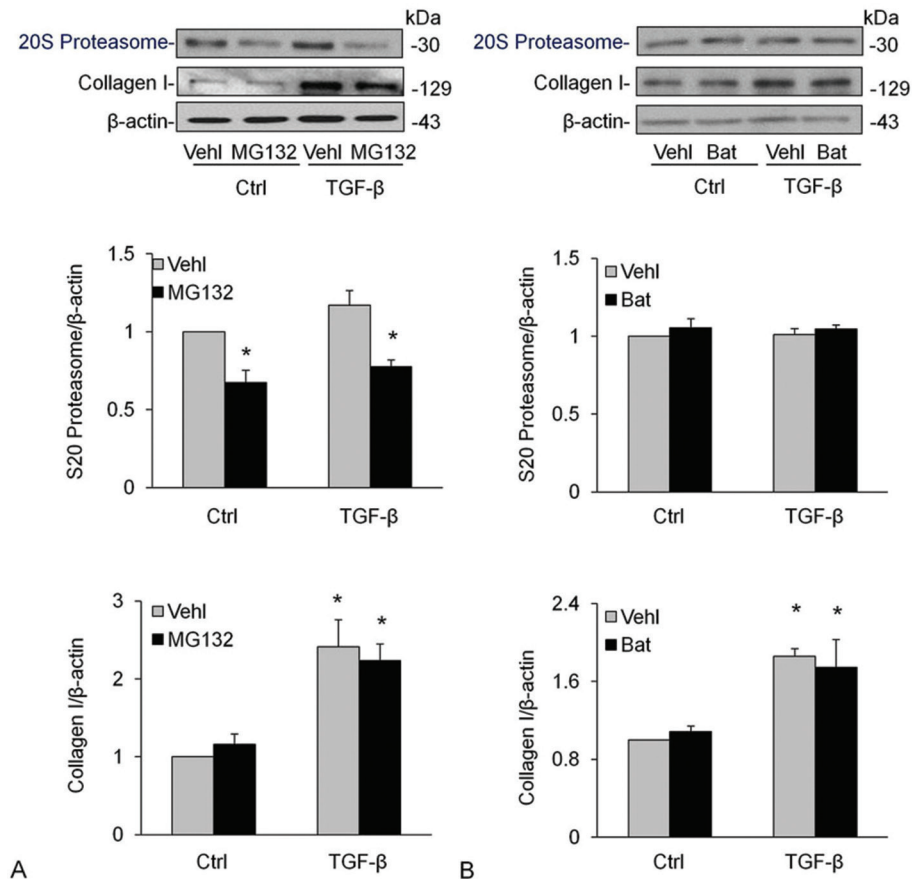 kDa
20S Proteasome-
-30
Collagen I-
-129
β-actin-
-43
Vehl MG132 Vehl MG132
Ctrl TGF-β
1.5
Vehl
MG132
S20 Proteasome/β-actin
1
*
*
0.5
0
Ctrl TGF-β
3
Vehl
MG132
*
*
Collagen I/β-actin
2
1
0
Ctrl TGF-β
A
kDa
20S Proteasome-
-30
Collagen I-
-129
β-actin-
-43
Vehl Bat Vehl Bat
Ctrl TGF-β
1.5
Vehl
Bat
S20 Proteasome/β-actin
1
0.5
0
Ctrl TGF-β
2.4
Vehl
Bat
* *
Collagen I/β-actin
1.6
0.8
0
Ctrl TGF-β
B